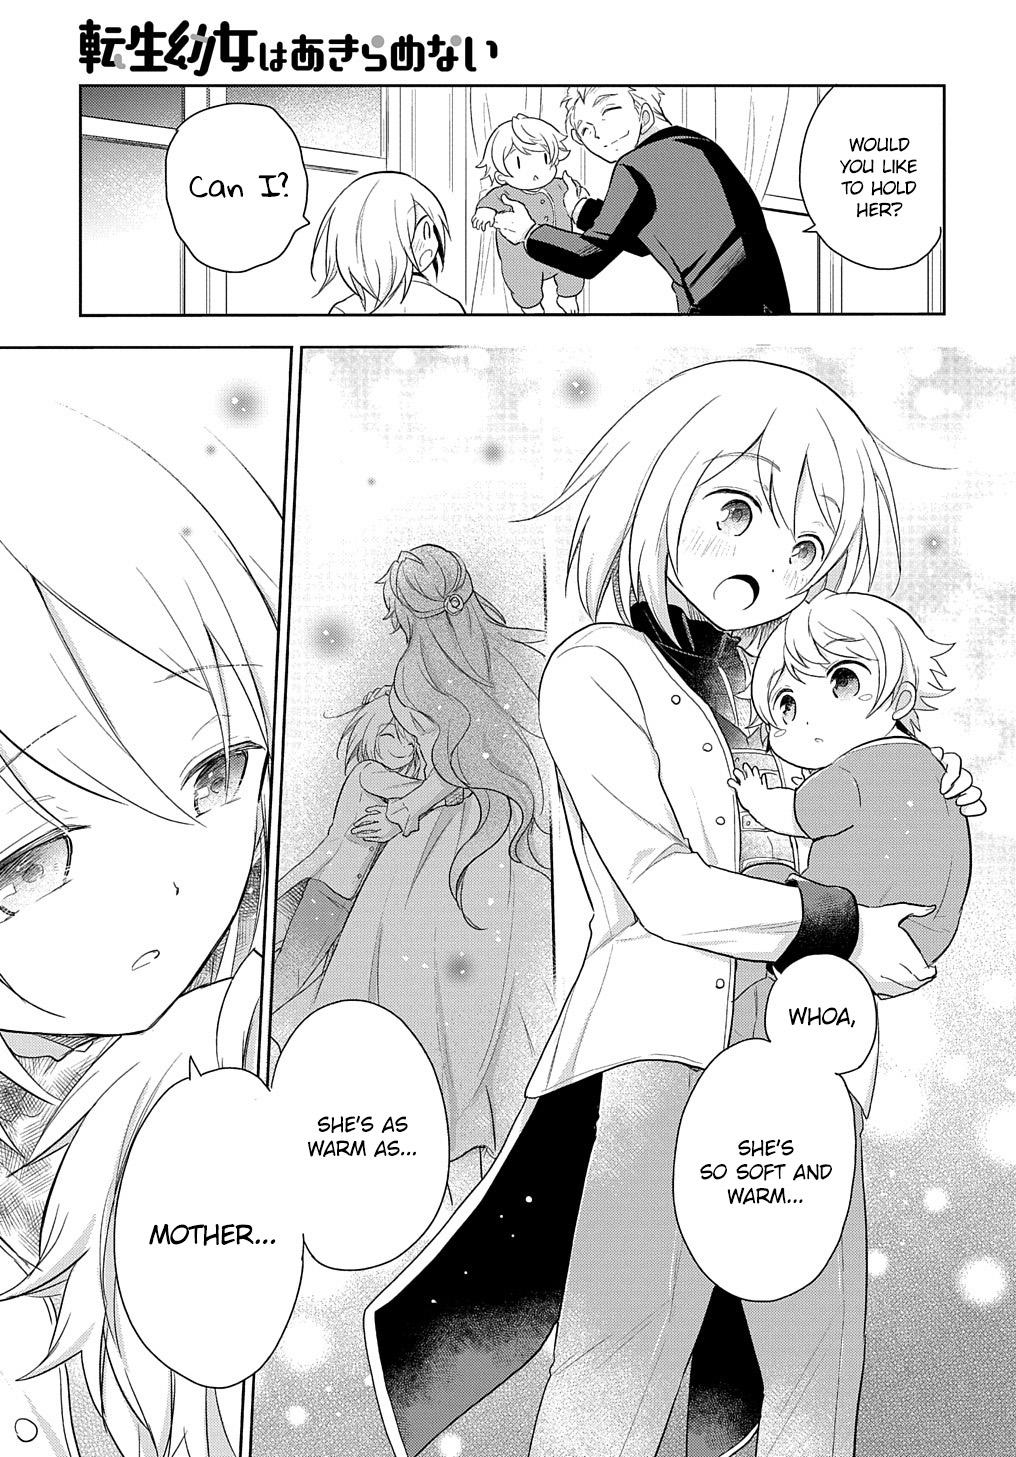 転生幼女はあきらめない
WOULD
YOU LIKE
TO HOLD
HER?
Can I?
WHOA,
SHE'S
SO SOFT AND
WARM...
SHE'S AS
WARM AS...
MOTHER...